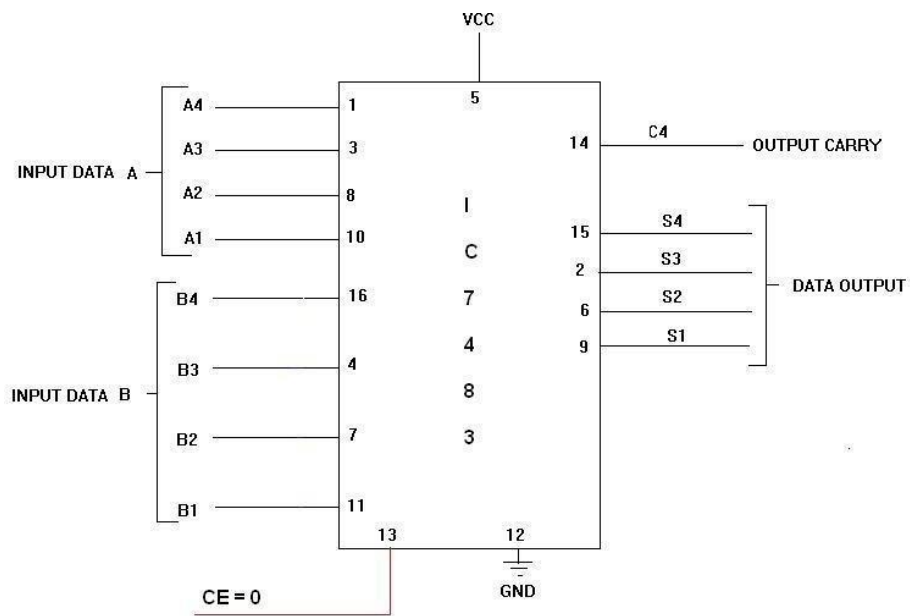 VCC
5
A4 1
A3 3
INPUT DATA A
A2 8
A1 10
B4 16
B3 4
INPUT DATA B
B2 7
B1 11
I
C
7
4
8
3
14 C4 OUTPUT CARRY
15 S4
2 S3
DATA OUTPUT
6 S2
9 S1
13
12
CE = 0
GND